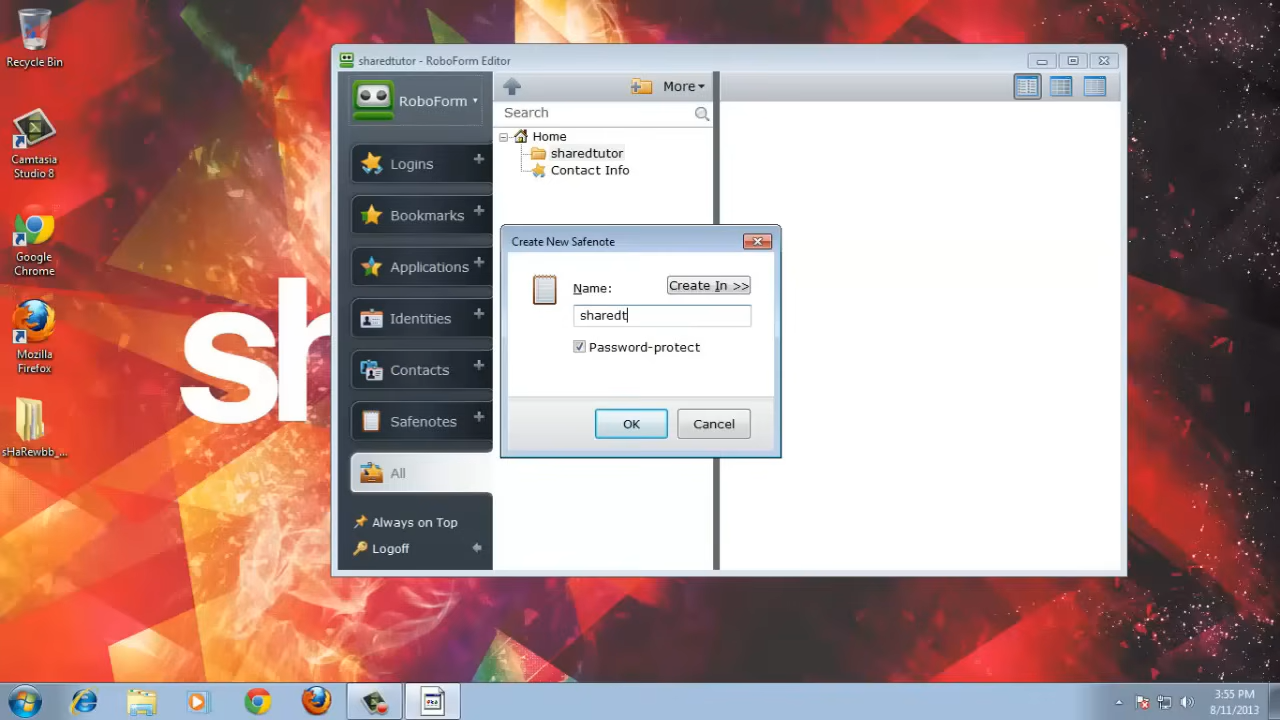 Recycle Bin
Camtasia
Studio 8
Google
Chrome
Mozilla
Firefox
sHaRewbb_...
sh
sharedtutor - RoboForm Editor
RoboForm
More
Search
Home
sharedtutor
Contact Info
Logins
Bookmarks
Applications
Identities
Contacts
Safenotes
All
Always on Top
Logoff
Create New Safenote
Name:
Create In >>
sharedt
Password-protect
OK
Cancel
3:55 PM
8/11/2013